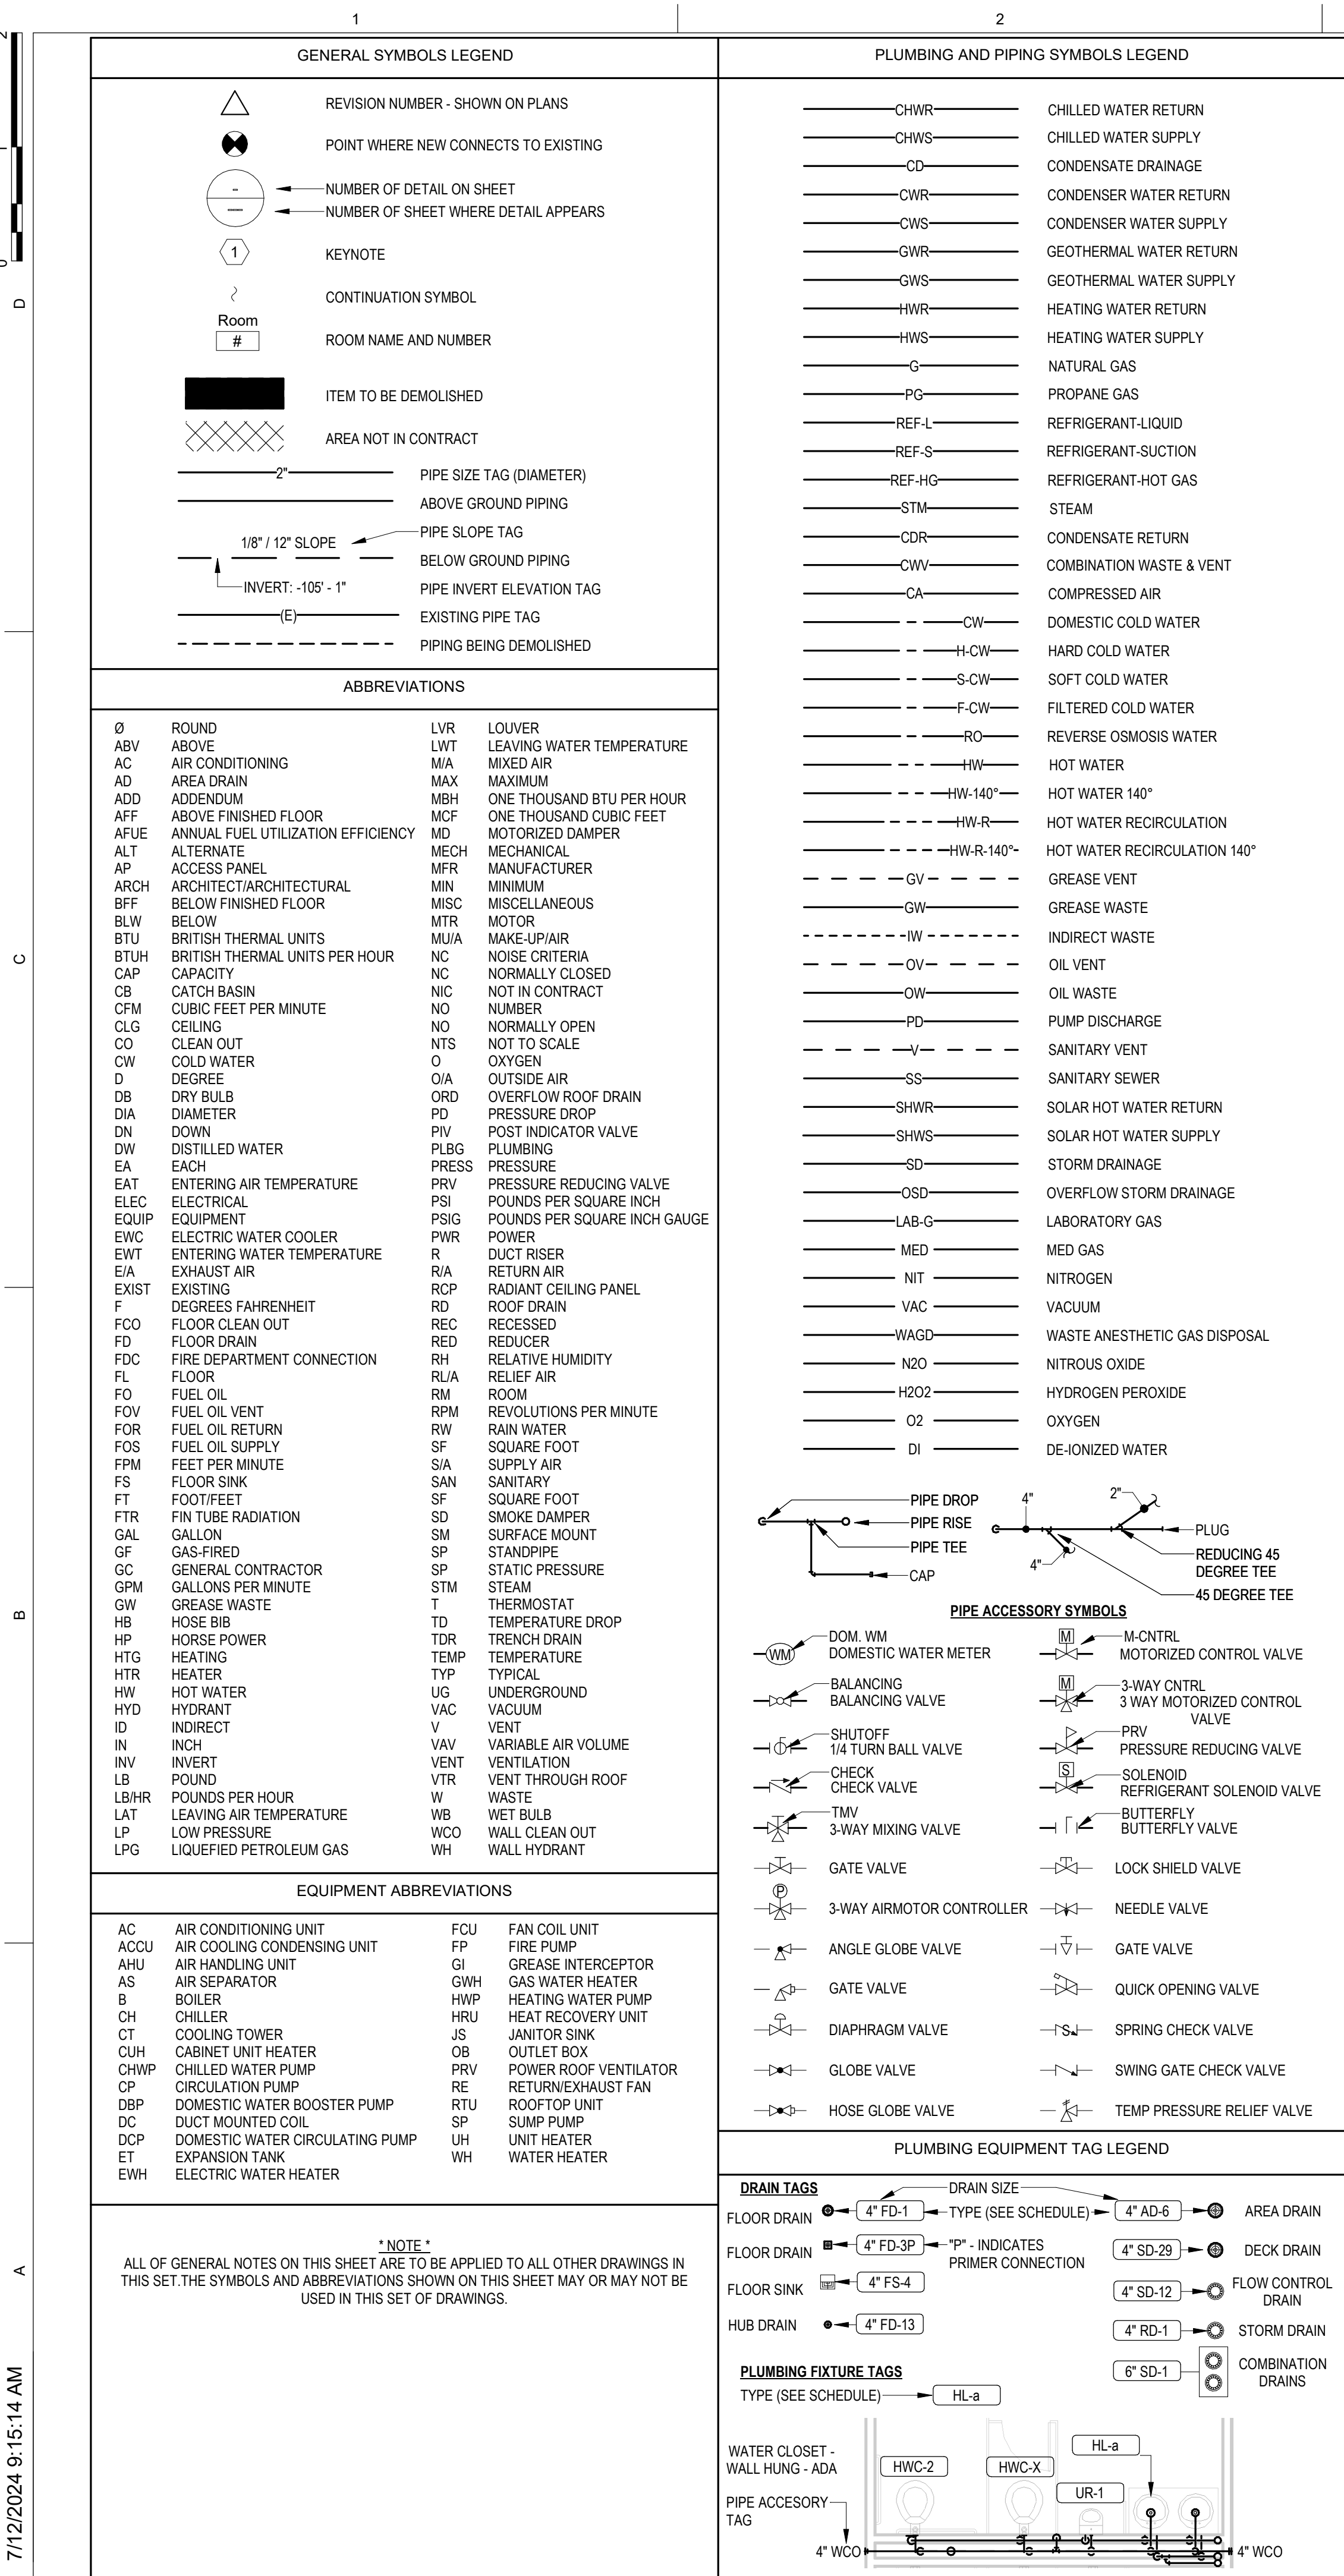 1
2
2
1
0
D
C
B
A
7/12/2024 9:15:14 AM
GENERAL SYMBOLS LEGEND
REVISION NUMBER - SHOWN ON PLANS
POINT WHERE NEW CONNECTS TO EXISTING
NUMBER OF DETAIL ON SHEET
NUMBER OF SHEET WHERE DETAIL APPEARS
1 KEYNOTE
CONTINUATION SYMBOL
Room
# ROOM NAME AND NUMBER
ITEM TO BE DEMOLISHED
AREA NOT IN CONTRACT
2" PIPE SIZE TAG (DIAMETER)
ABOVE GROUND PIPING
PIPE SLOPE TAG
1/8" / 12" SLOPE
BELOW GROUND PIPING
INVERT: -105' - 1" PIPE INVERT ELEVATION TAG
(E) EXISTING PIPE TAG
PIPING BEING DEMOLISHED
ABBREVIATIONS
Ø ROUND
ABV ABOVE
AC AIR CONDITIONING
AD AREA DRAIN
ADD ADDENDUM
AFF ABOVE FINISHED FLOOR
AFUE ANNUAL FUEL UTILIZATION EFFICIENCY
ALT ALTERNATE
AP ACCESS PANEL
ARCH ARCHITECT/ARCHITECTURAL
BFF BELOW FINISHED FLOOR
BLW BELOW
BTU BRITISH THERMAL UNITS
BTUH BRITISH THERMAL UNITS PER HOUR
CAP CAPACITY
CB CATCH BASIN
CFM CUBIC FEET PER MINUTE
CLG CEILING
CO CLEAN OUT
CW COLD WATER
D DEGREE
DB DRY BULB
DIA DIAMETER
DN DOWN
DW DISTILLED WATER
EA EACH
EAT ENTERING AIR TEMPERATURE
ELEC ELECTRICAL
EQUIP EQUIPMENT
EWC ELECTRIC WATER COOLER
EWT ENTERING WATER TEMPERATURE
E/A EXHAUST AIR
EXIST EXISTING
F DEGREES FAHRENHEIT
FCO FLOOR CLEAN OUT
FD FLOOR DRAIN
FDC FIRE DEPARTMENT CONNECTION
FL FLOOR
FO FUEL OIL
FOV FUEL OIL VENT
FOR FUEL OIL RETURN
FOS FUEL OIL SUPPLY
FPM FEET PER MINUTE
FS FLOOR SINK
FT FOOT/FEET
FTR FIN TUBE RADIATION
GAL GALLON
GF GAS-FIRED
GC GENERAL CONTRACTOR
GPM GALLONS PER MINUTE
GW GREASE WASTE
HB HOSE BIB
HP HORSE POWER
HTG HEATING
HTR HEATER
HW HOT WATER
HYD HYDRANT
ID INDIRECT
IN INCH
INV INVERT
LB POUND
LB/HR POUNDS PER HOUR
LAT LEAVING AIR TEMPERATURE
LP LOW PRESSURE
LPG LIQUEFIED PETROLEUM GAS
LVR LOUVER
LWT LEAVING WATER TEMPERATURE
M/A MIXED AIR
MAX MAXIMUM
MBH ONE THOUSAND BTU PER HOUR
MCF ONE THOUSAND CUBIC FEET
MD MOTORIZED DAMPER
MECH MECHANICAL
MFR MANUFACTURER
MIN MINIMUM
MISC MISCELLANEOUS
MTR MOTOR
MU/A MAKE-UP/AIR
NC NOISE CRITERIA
NC NORMALLY CLOSED
NIC NOT IN CONTRACT
NO NUMBER
NO NORMALLY OPEN
NTS NOT TO SCALE
O OXYGEN
O/A OUTSIDE AIR
ORD OVERFLOW ROOF DRAIN
PD PRESSURE DROP
PIV POST INDICATOR VALVE
PLBG PLUMBING
PRESS PRESSURE
PRV PRESSURE REDUCING VALVE
PSI POUNDS PER SQUARE INCH
PSIG POUNDS PER SQUARE INCH GAUGE
PWR POWER
R DUCT RISER
R/A RETURN AIR
RCP RADIANT CEILING PANEL
RD ROOF DRAIN
REC RECESSED
RED REDUCER
RH RELATIVE HUMIDITY
RL/A RELIEF AIR
RM ROOM
RPM REVOLUTIONS PER MINUTE
RW RAIN WATER
SF SQUARE FOOT
S/A SUPPLY AIR
SAN SANITARY
SF SQUARE FOOT
SD SMOKE DAMPER
SM SURFACE MOUNT
SP STANDPIPE
SP STATIC PRESSURE
STM STEAM
T THERMOSTAT
TD TEMPERATURE DROP
TDR TRENCH DRAIN
TEMP TEMPERATURE
TYP TYPICAL
UG UNDERGROUND
VAC VACUUM
V VENT
VAV VARIABLE AIR VOLUME
VENT VENTILATION
VTR VENT THROUGH ROOF
W WASTE
WB WET BULB
WCO WALL CLEAN OUT
WH WALL HYDRANT
EQUIPMENT ABBREVIATIONS
AC AIR CONDITIONING UNIT
ACCU AIR COOLING CONDENSING UNIT
AHU AIR HANDLING UNIT
AS AIR SEPARATOR
B BOILER
CH CHILLER
CT COOLING TOWER
CUH CABINET UNIT HEATER
CHWP CHILLED WATER PUMP
CP CIRCULATION PUMP
DBP DOMESTIC WATER BOOSTER PUMP
DC DUCT MOUNTED COIL
DCP DOMESTIC WATER CIRCULATING PUMP
ET EXPANSION TANK
EWH ELECTRIC WATER HEATER
FCU FAN COIL UNIT
FP FIRE PUMP
GI GREASE INTERCEPTOR
GWH GAS WATER HEATER
HWP HEATING WATER PUMP
HRU HEAT RECOVERY UNIT
JS JANITOR SINK
OB OUTLET BOX
PRV POWER ROOF VENTILATOR
RE RETURN/EXHAUST FAN
RTU ROOFTOP UNIT
SP SUMP PUMP
UH UNIT HEATER
WH WATER HEATER
* NOTE *
ALL OF GENERAL NOTES ON THIS SHEET ARE TO BE APPLIED TO ALL OTHER DRAWINGS IN
THIS SET.THE SYMBOLS AND ABBREVIATIONS SHOWN ON THIS SHEET MAY OR MAY NOT BE
USED IN THIS SET OF DRAWINGS.
PLUMBING AND PIPING SYMBOLS LEGEND
CHWR CHILLED WATER RETURN
CHWS CHILLED WATER SUPPLY
CD CONDENSATE DRAINAGE
CWR CONDENSER WATER RETURN
CWS CONDENSER WATER SUPPLY
GWR GEOTHERMAL WATER RETURN
GWS GEOTHERMAL WATER SUPPLY
HWR HEATING WATER RETURN
HWS HEATING WATER SUPPLY
G NATURAL GAS
PG PROPANE GAS
REF-L REFRIGERANT-LIQUID
REF-S REFRIGERANT-SUCTION
REF-HG REFRIGERANT-HOT GAS
STM STEAM
CDR CONDENSATE RETURN
CWV COMBINATION WASTE & VENT
CA COMPRESSED AIR
CW DOMESTIC COLD WATER
H-CW HARD COLD WATER
S-CW SOFT COLD WATER
F-CW FILTERED COLD WATER
RO REVERSE OSMOSIS WATER
HW HOT WATER
HW-140° HOT WATER 140°
HW-R HOT WATER RECIRCULATION
HW-R-140° HOT WATER RECIRCULATION 140°
GV GREASE VENT
GW GREASE WASTE
IW INDIRECT WASTE
OV OIL VENT
OW OIL WASTE
PD PUMP DISCHARGE
V SANITARY VENT
SS SANITARY SEWER
SHWR SOLAR HOT WATER RETURN
SHWS SOLAR HOT WATER SUPPLY
SD STORM DRAINAGE
OSD OVERFLOW STORM DRAINAGE
LAB-G LABORATORY GAS
MED MED GAS
NIT NITROGEN
VAC VACUUM
WAGD WASTE ANESTHETIC GAS DISPOSAL
N2O NITROUS OXIDE
H2O2 HYDROGEN PEROXIDE
O2 OXYGEN
DI DE-IONIZED WATER
PIPE DROP
PIPE RISE
PIPE TEE
CAP
4"
2"
4"
PLUG
REDUCING 45
DEGREE TEE
45 DEGREE TEE
PIPE ACCESSORY SYMBOLS
WM DOM. WM
DOMESTIC WATER METER
M M-CNTRL
MOTORIZED CONTROL VALVE
BALANCING
BALANCING VALVE
M 3-WAY CNTRL
3 WAY MOTORIZED CONTROL
VALVE
SHUTOFF
1/4 TURN BALL VALVE
PRV
PRESSURE REDUCING VALVE
CHECK
CHECK VALVE
S SOLENOID
REFRIGERANT SOLENOID VALVE
TMV
3-WAY MIXING VALVE
BUTTERFLY
BUTTERFLY VALVE
GATE VALVE
LOCK SHIELD VALVE
P
3-WAY AIRMOTOR CONTROLLER
NEEDLE VALVE
ANGLE GLOBE VALVE
GATE VALVE
GATE VALVE
QUICK OPENING VALVE
DIAPHRAGM VALVE
S SPRING CHECK VALVE
GLOBE VALVE
SWING GATE CHECK VALVE
HOSE GLOBE VALVE
TEMP PRESSURE RELIEF VALVE
PLUMBING EQUIPMENT TAG LEGEND
DRAIN TAGS
DRAIN SIZE
FLOOR DRAIN 4" FD-1 TYPE (SEE SCHEDULE) 4" AD-6 AREA DRAIN
FLOOR DRAIN 4" FD-3P "P" - INDICATES
PRIMER CONNECTION
4" SD-29 DECK DRAIN
FLOOR SINK 4" FS-4
4" SD-12 FLOW CONTROL
DRAIN
HUB DRAIN 4" FD-13
4" RD-1 STORM DRAIN
6" SD-1 COMBINATION
DRAINS
PLUMBING FIXTURE TAGS
TYPE (SEE SCHEDULE) HL-a
WATER CLOSET -
WALL HUNG - ADA
HWC-2
HWC-X
HL-a
UR-1
PIPE ACCESORY
TAG
4" WCO
4" WCO